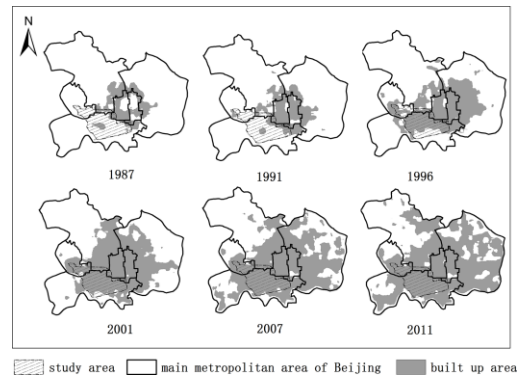 N
1987 1991 1996
2001 2007 2011
study area main metropolitan area of Beijing built up area